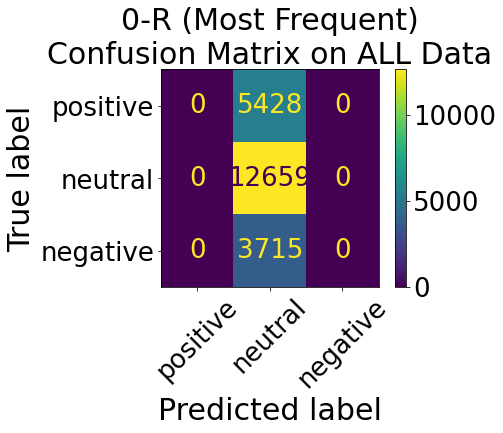 0-R (Most Frequent)
Confusion Matrix on ALL Data
True label
positive 0 5428 0
neutral 0 12659 0
negative 0 3715 0
positive neutral negative
Predicted label
10000
5000
0